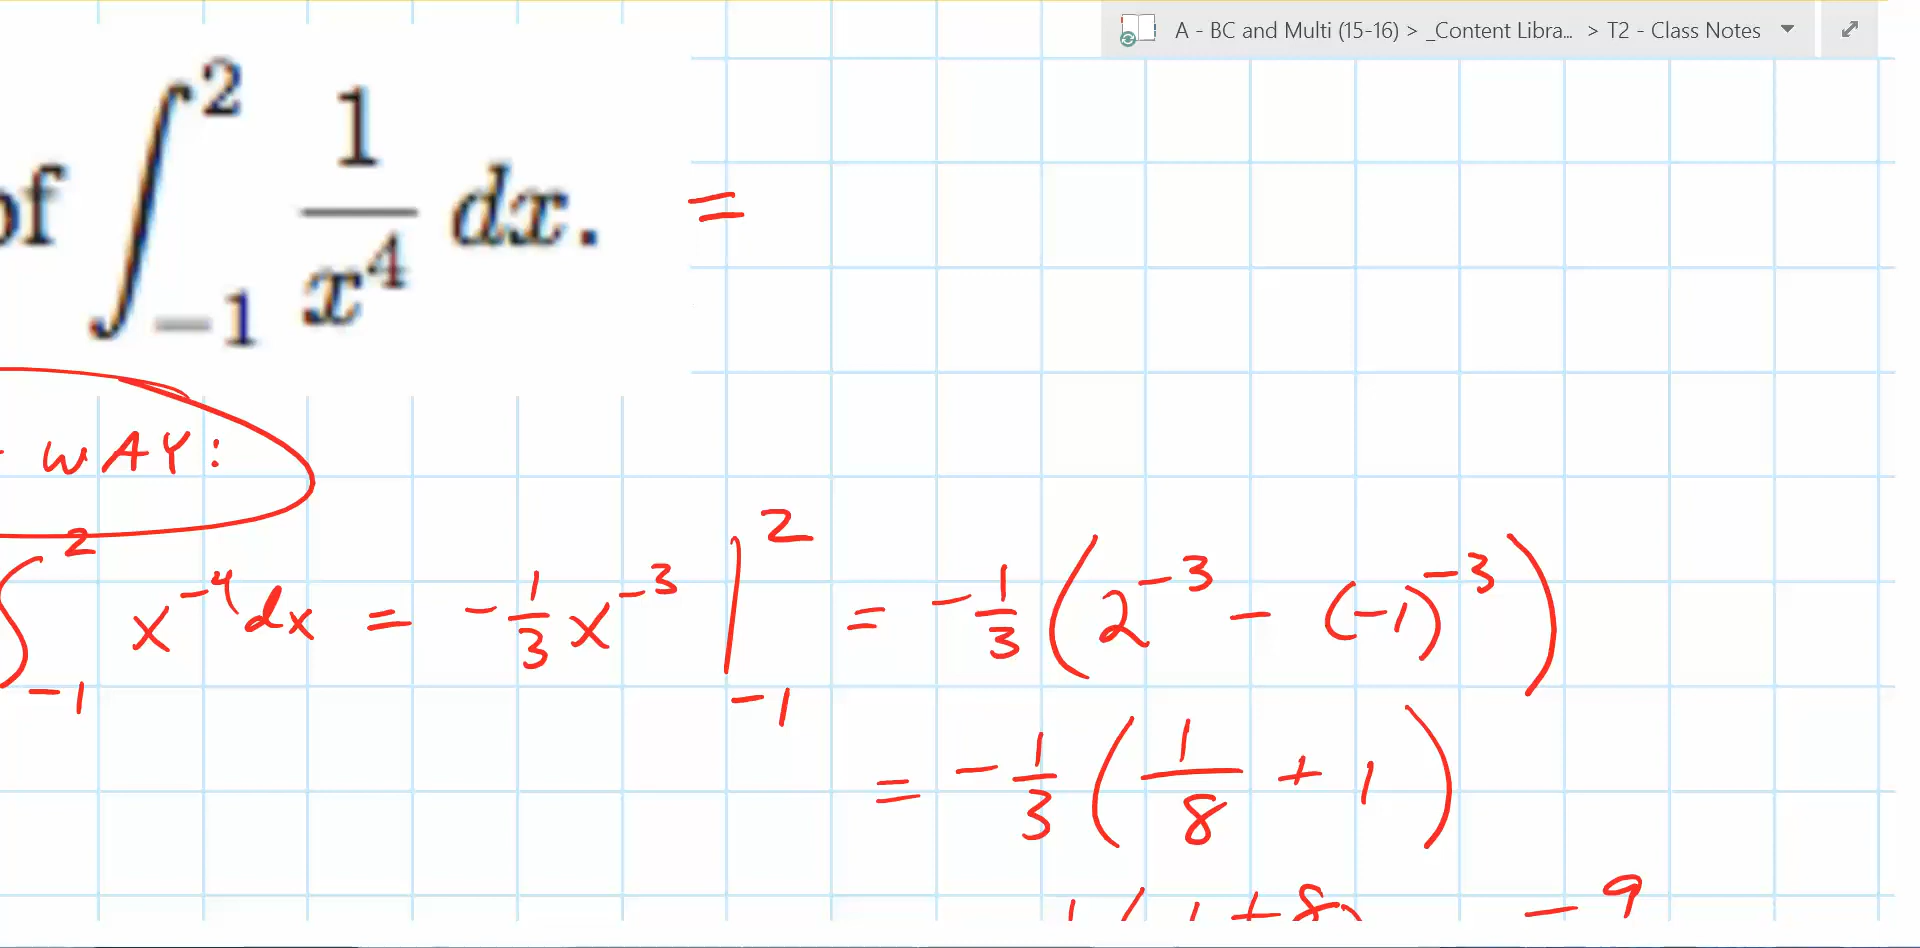 A - BC and Multi (15-16) > _Content Libra... > T2 - Class Notes
of ∫_{-1}^{2} 1/x^4 dx. =
WAY:
∫_{-1}^{2} x^{-4} dx = -1/3 x^{-3} |_{-1}^{2} = -1/3 (2^{-3} - (-1)^{-3})
= -1/3 (1/8 + 1)
- 9